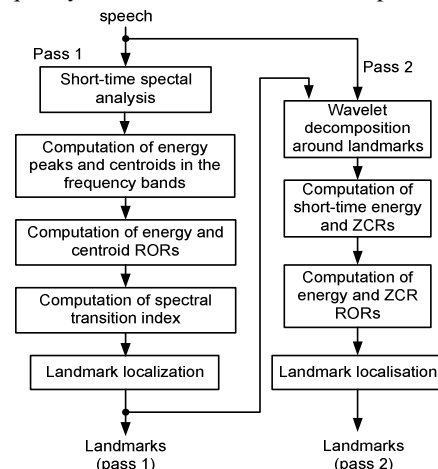 speech
Pass 1
Short-time spectal
analysis
Computation of energy
peaks and centroids in the
frequency bands
Computation of energy and
centroid RORs
Computation of spectral
transition index
Landmark localization
Landmarks
(pass 1)
Pass 2
Wavelet
decomposition
around landmarks
Computation of
short-time energy
and ZCRs
Computation of
energy and ZCR
RORs
Landmark localisation
Landmarks
(pass 2)